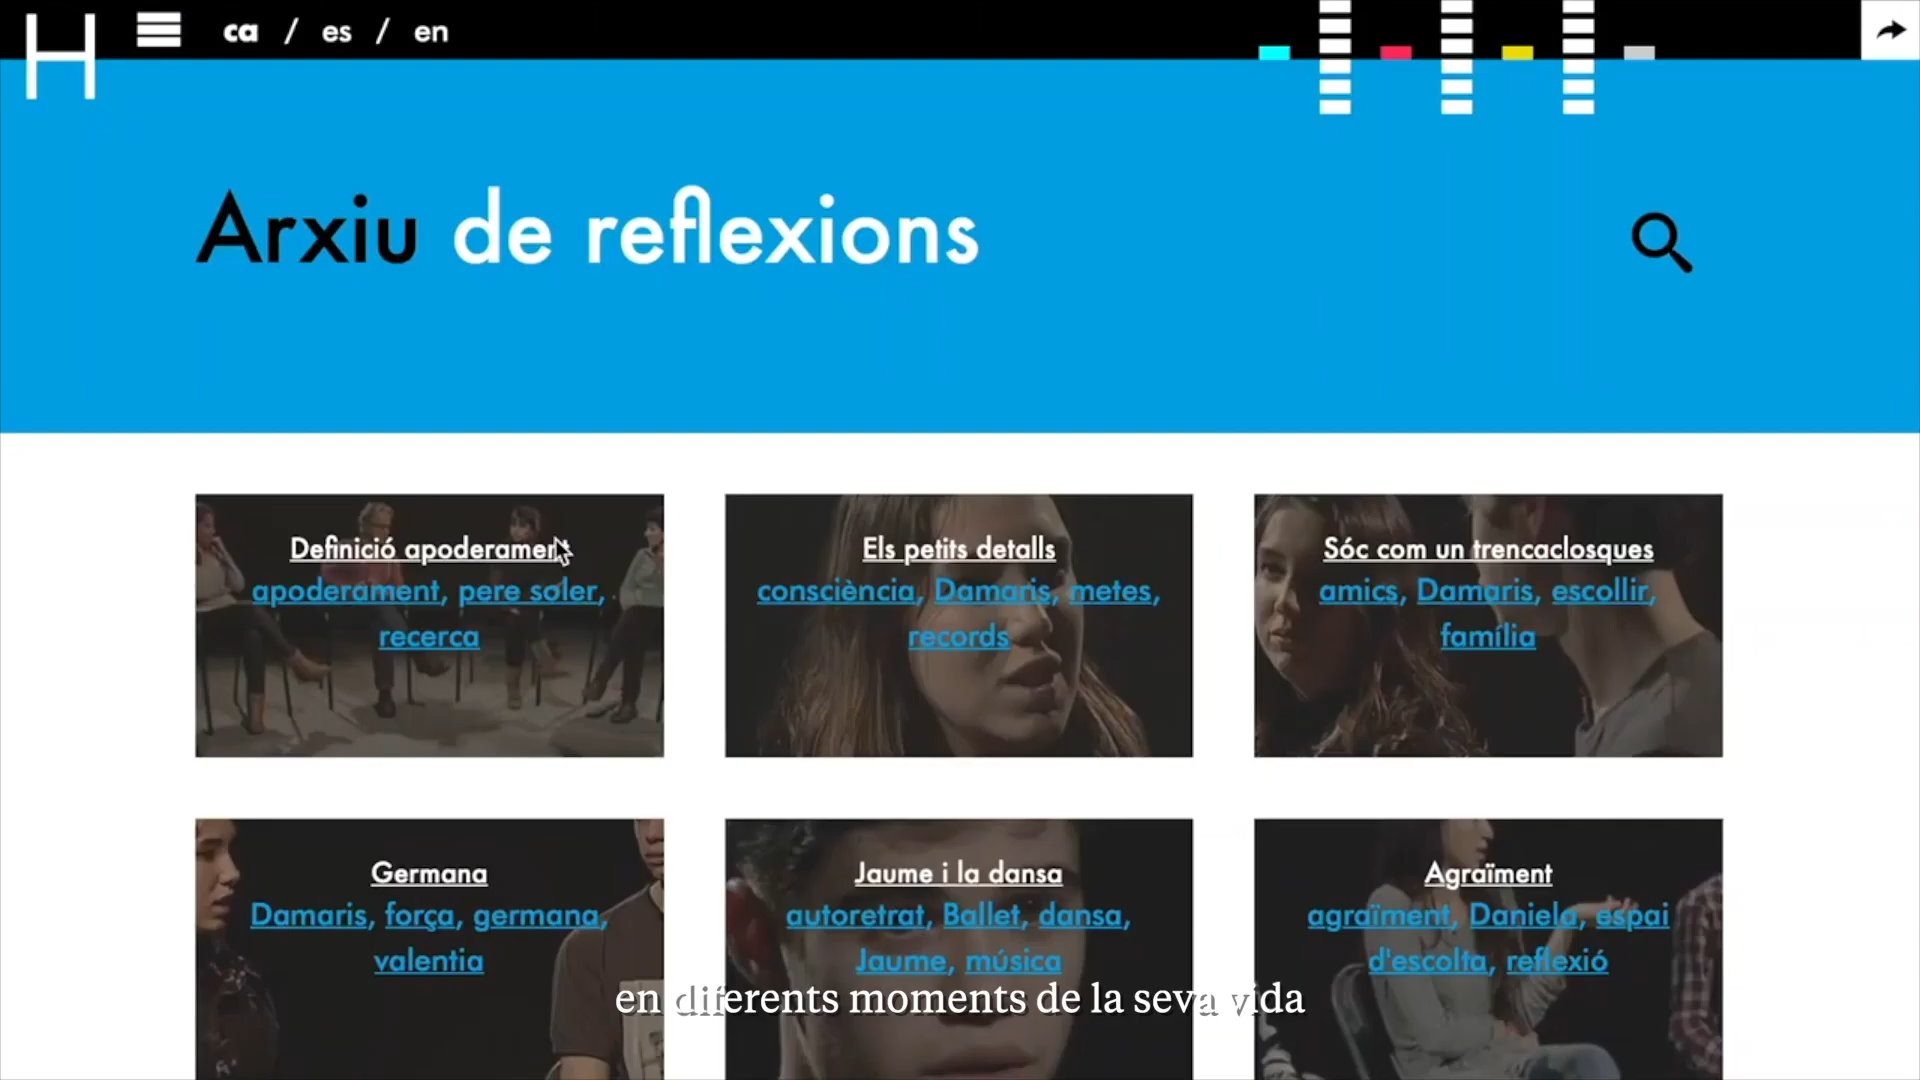 H
ca / es / en
Arxiu de reflexions
Definició apoderament
apoderament, pere soler,
recerca
Els petits detalls
consciència, Damaris, metes,
records
Sóc com un trencaclosques
amics, Damaris, escollir,
família
Germana
Damaris, força, germana,
valentia
Jaume i la dansa
autoretrat, Ballet, dansa,
Jaume, música
Agraïment
agraïment, Daniela, espai
d'escolta, reflexió
en diferents moments de la seva vida